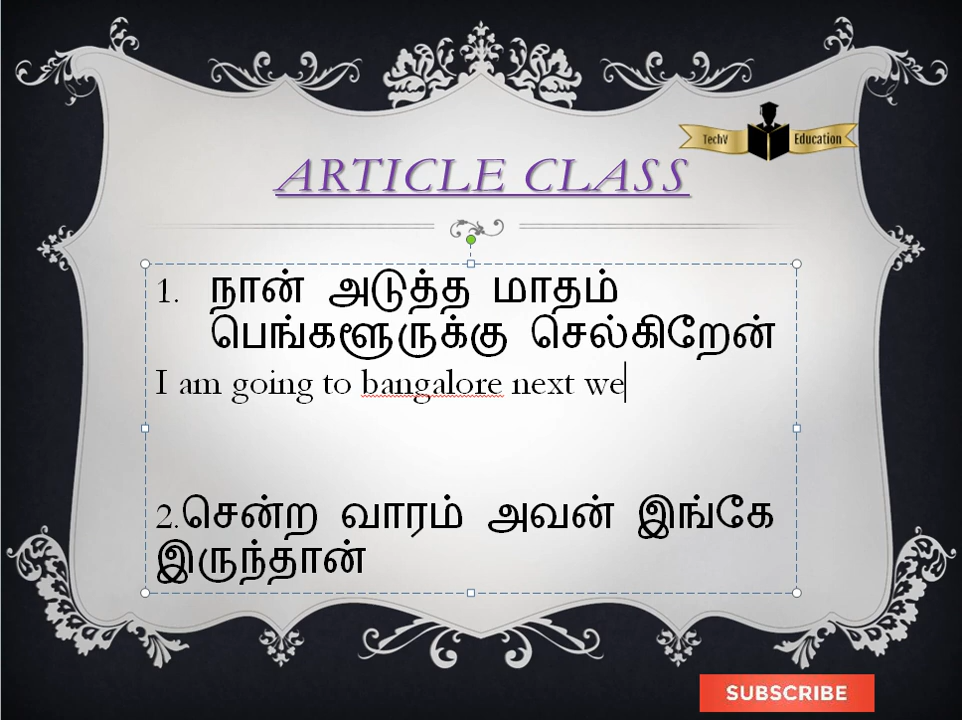 TechV Education
ARTICLE CLASS
1. நான் அடுத்த மாதம்
பெங்களூருக்கு செல்கிறேன்
I am going to bangalore next we
2.சென்ற வாரம் அவன் இங்கே
இருந்தான்
SUBSCRIBE